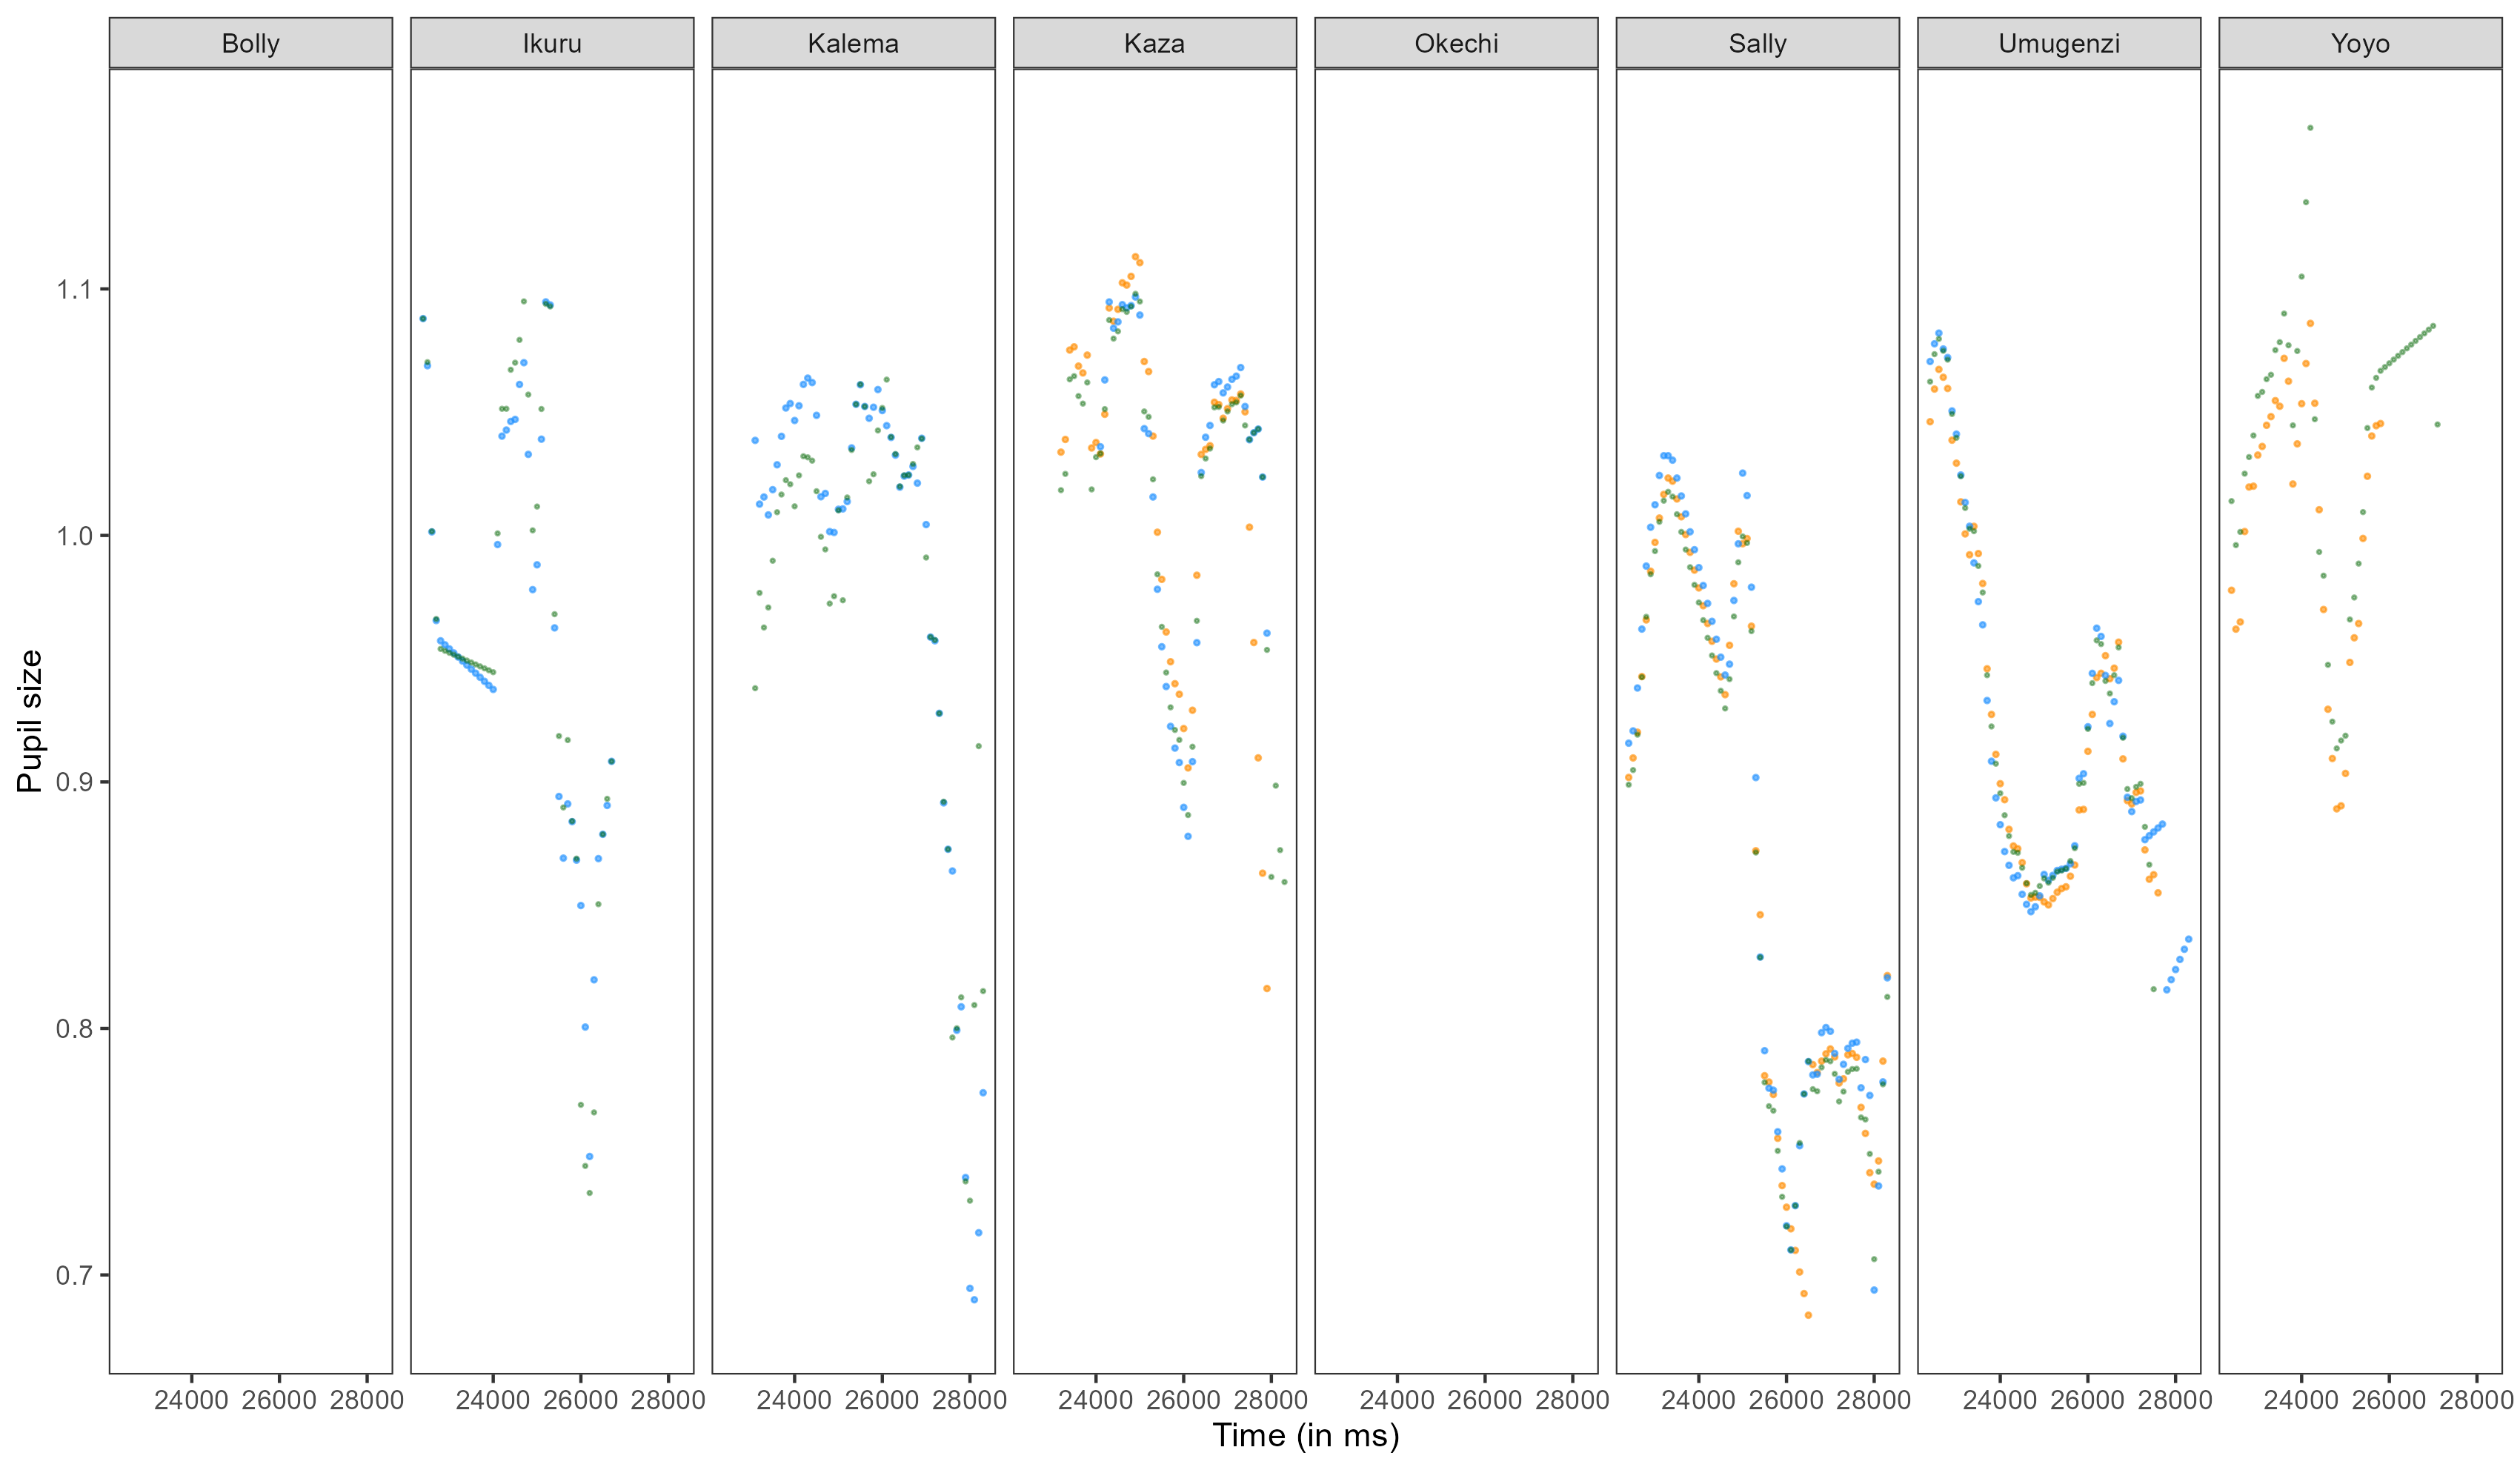 Bolly Ikuru Kalema Kaza Okechi Sally Umugenzi Yoyo
Pupil size
1.1
1.0
0.9
0.8
0.7
24000 26000 28000 24000 26000 28000 24000 26000 28000 24000 26000 28000 24000 26000 28000 24000 26000 28000 24000 26000 28000 24000 26000 28000
Time (in ms)